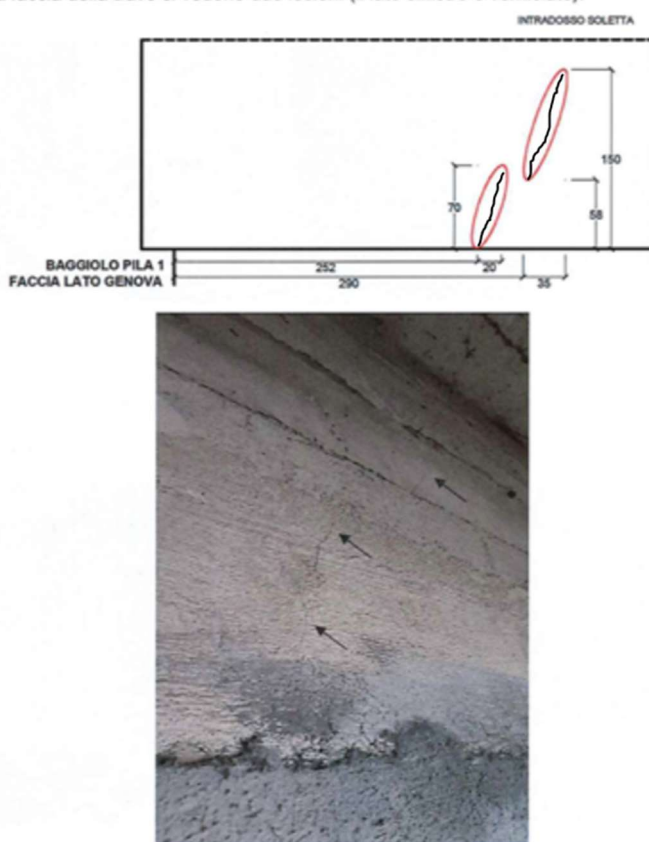 INTRADOSSO SOLETTA
150
70
58
BAGGIOLO PILA 1
252
20
FACCIA LATO GENOVA
290
35